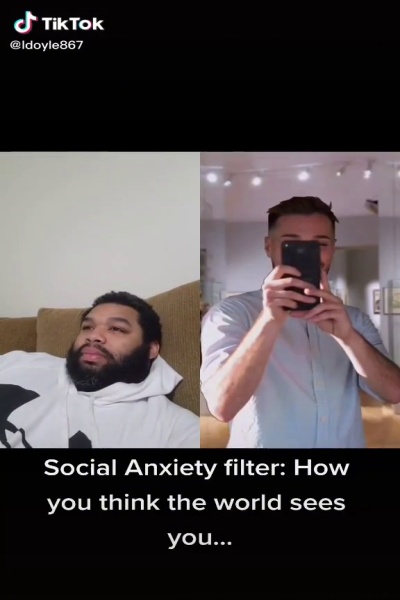 TikTok
@ldoyle867
Social Anxiety filter: How
you think the world sees
you...